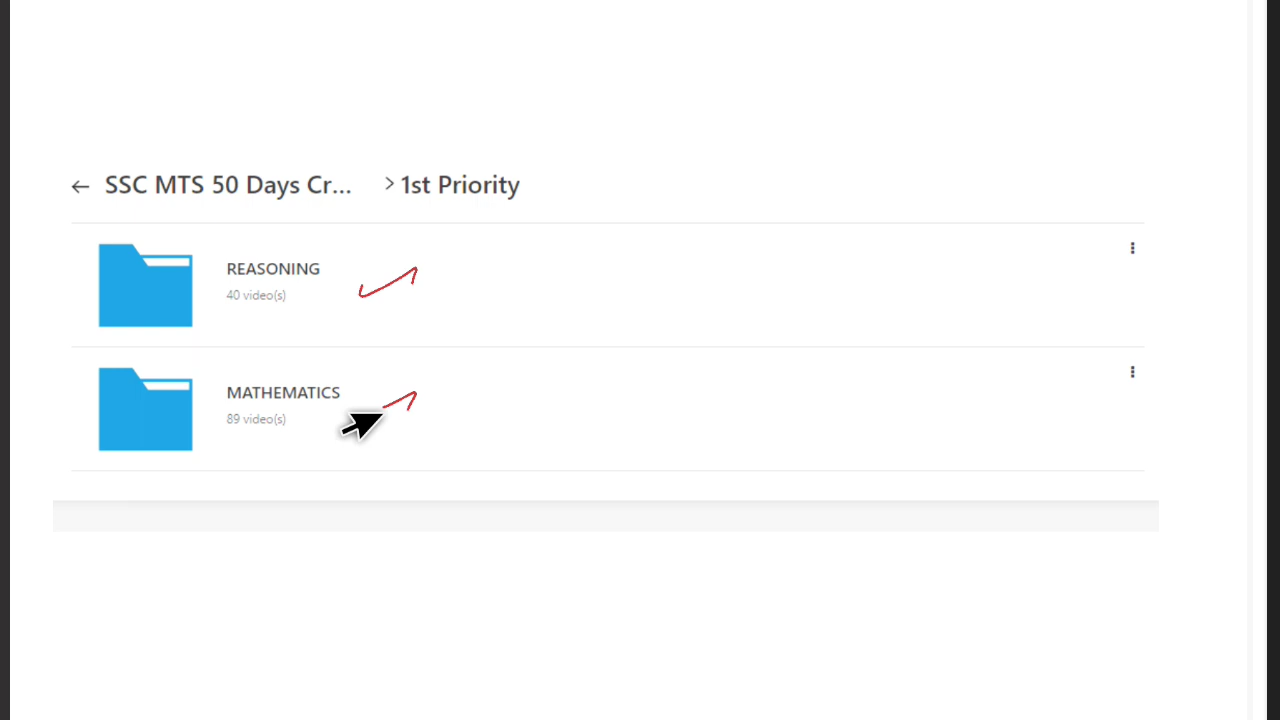 SSC MTS 50 Days Cr... > 1st Priority
REASONING
40 video(s)
MATHEMATICS
89 video(s)